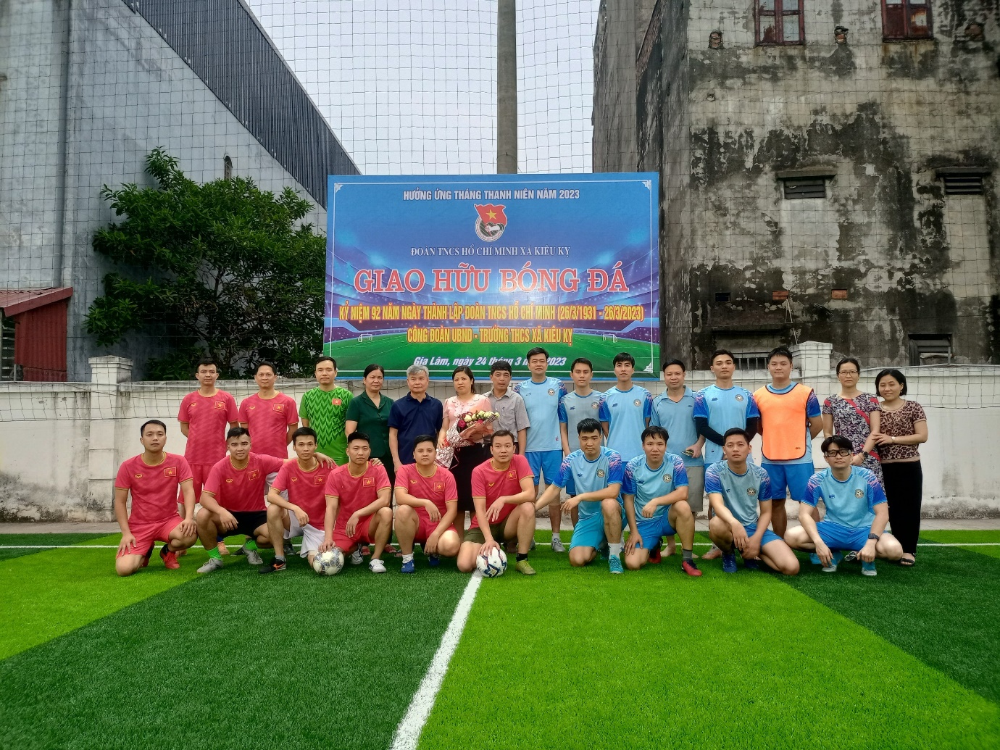 HƯỞNG ỨNG THÁNG THANH NIÊN NĂM 2023
ĐOÀN TNCS HỒ CHÍ MINH XÃ KIÊU KỴ
GIAO HỮU BÓNG ĐÁ
KỶ NIỆM 92 NĂM NGÀY THÀNH LẬP ĐOÀN TNCS HỒ CHÍ MINH (26/3/1931 - 26/3/2023)
CÔNG ĐOÀN UBND - TRƯỜNG THCS XÃ KIÊU KỴ
Gia Lâm, ngày 24 tháng 3 2023